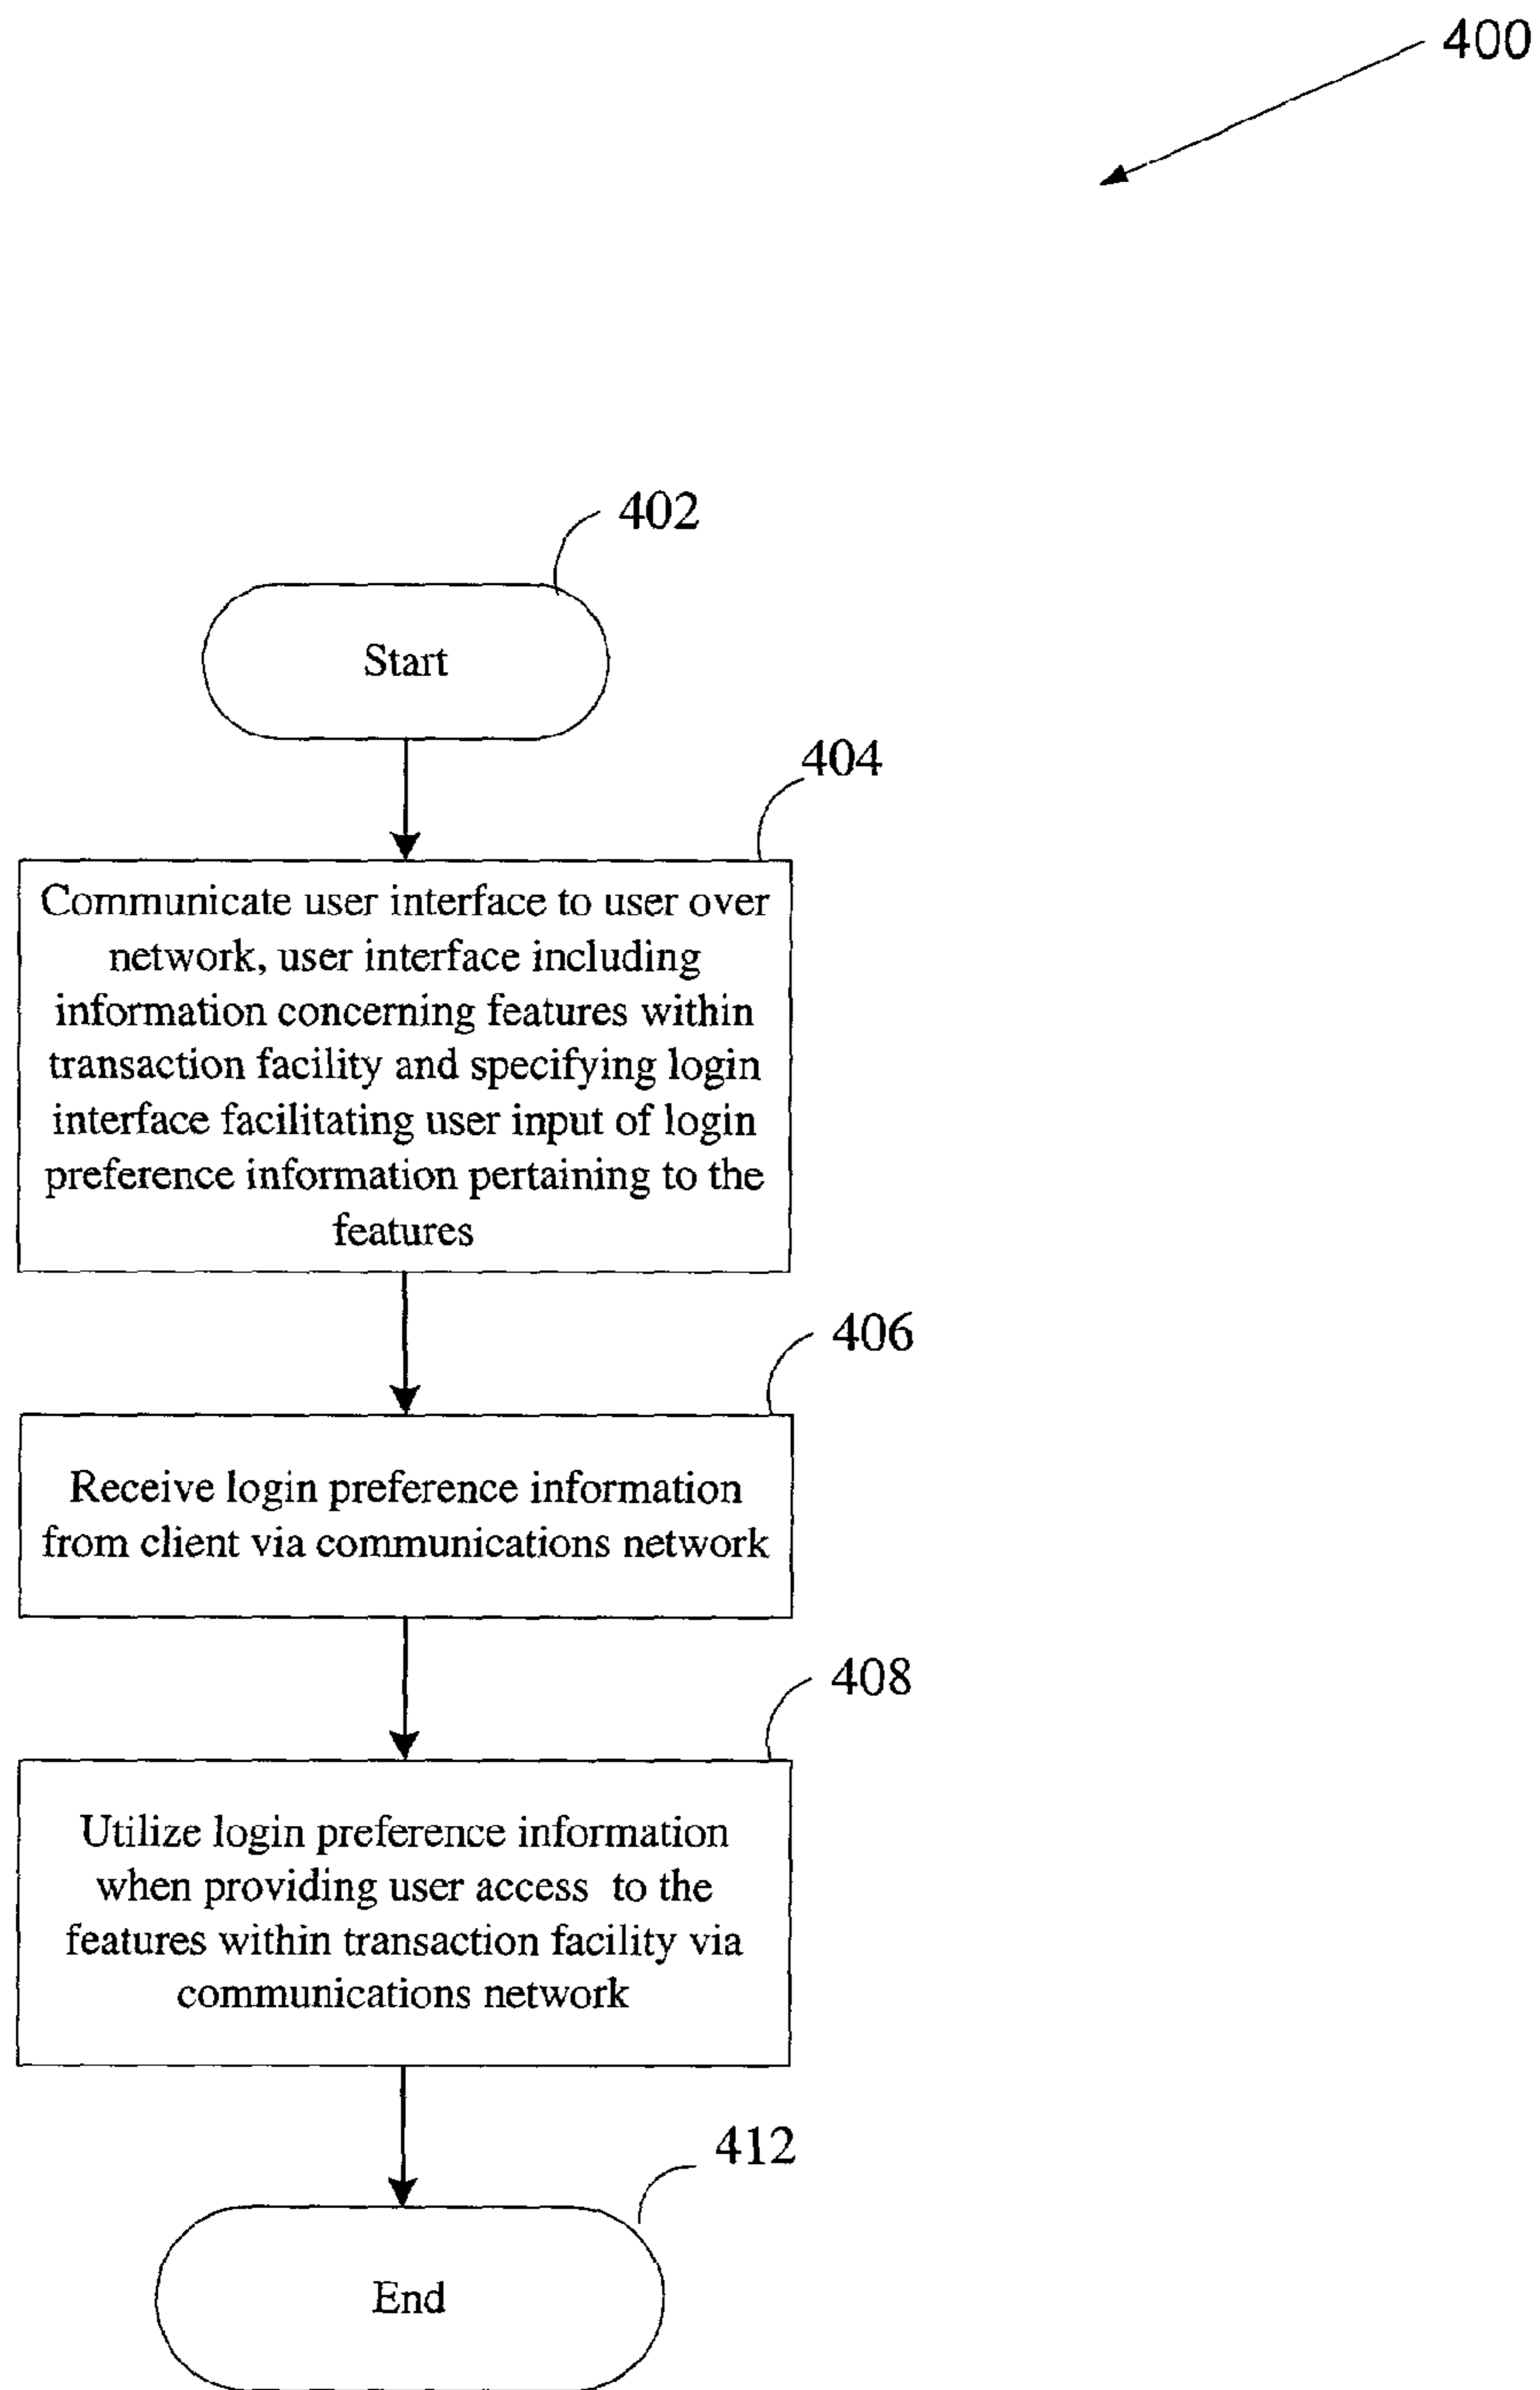 400
402
Start
404
Communicate user interface to user over
network, user interface including
information concerning features within
transaction facility and specifying login
interface facilitating user input of login
preference information pertaining to the
features
406
Receive login preference information
from client via communications network
408
Utilize login preference information
when providing user access to the
features within transaction facility via
communications network
412
End